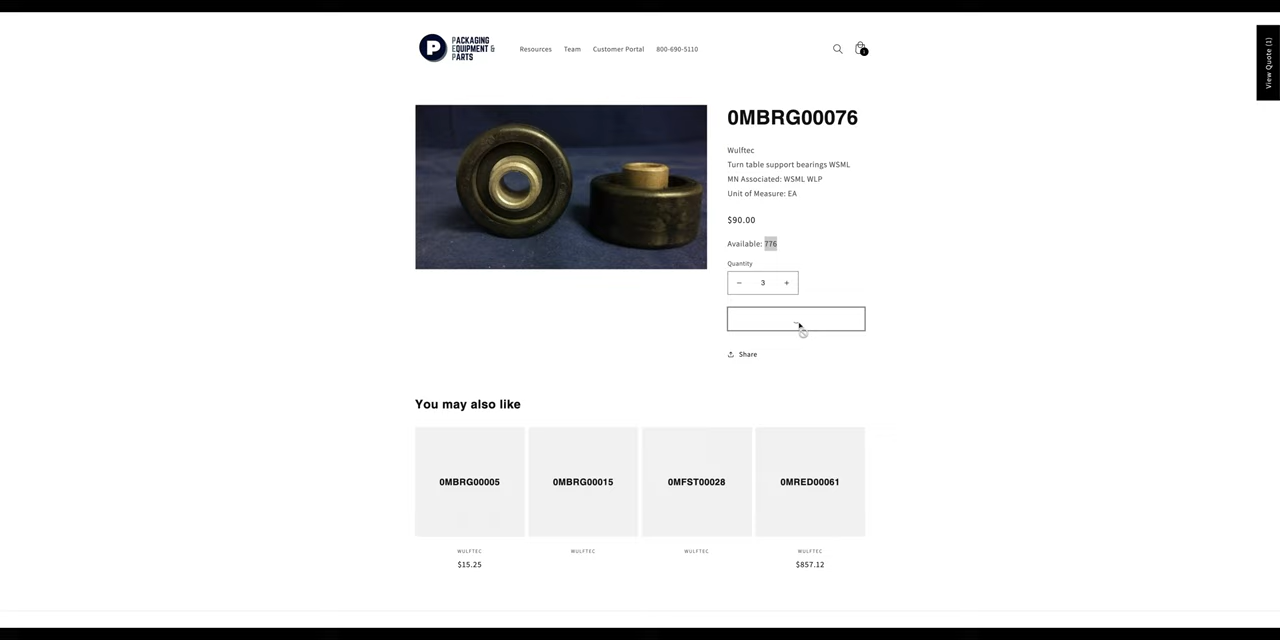 PACKAGING
EQUIPMENT &
PARTS
Resources Team Customer Portal 800-690-5110
1
View Quote (1)
0MBRG00076
Wulftec
Turn table support bearings WSML
MN Associated: WSML WLP
Unit of Measure: EA
$90.00
Available: 776
Quantity
− 3 +
Share
You may also like
0MBRG00005 0MBRG00015 0MFST00028 0MRED00061
WULFTEC WULFTEC WULFTEC WULFTEC
$15.25 $857.12